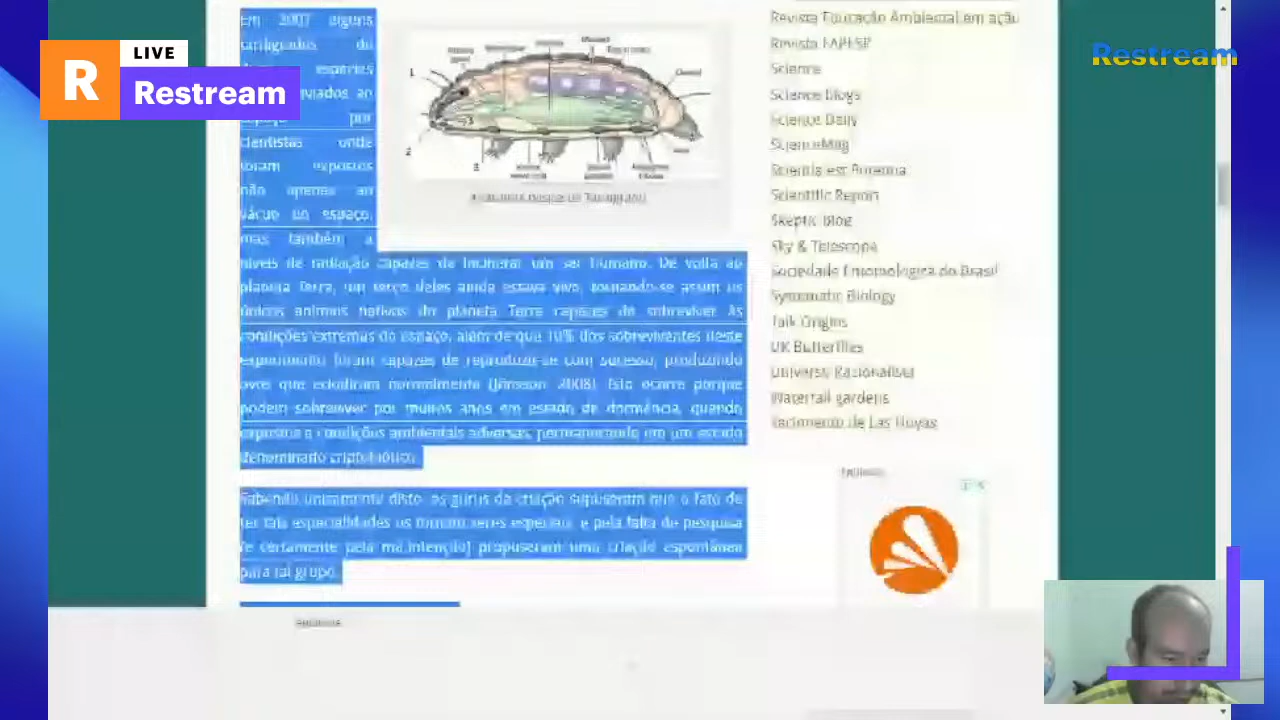 LIVE
R Restream
Restream
Em 2007 alguns
tardígrados de
espécies
enviados ao
espaço por
cientistas onde
foram expostos
não apenas ao
vácuo do espaço,
mas também a
níveis de radiação capazes de incinerar um ser humano. De volta ao
planeta Terra, um terço deles ainda estava vivo, tornando-se assim os
únicos animais nativos do planeta Terra capazes de sobreviver às
condições extremas do espaço, além de que 10% dos sobreviventes deste
experimento foram capazes de reproduzir-se com sucesso, produzindo
ovos que eclodiram normalmente (Jönsson, 2008). Isto ocorre porque
podem sobreviver por muitos anos em estado de dormência, quando
expostos a condições ambientais adversas, permanecendo em um estado
denominado criptobiótico.
Sabendo unicamente disto, os gurus da criação supuseram que o fato de
ter tais especialidades os tornam seres especiais, e pela falta de pesquisa
(e certamente pela má intenção) propuseram uma criação espontânea
para tal grupo.
1
2
3
Revista Educação Ambiental em ação
Revista FAPESP
Science
Science blogs
Science Daily
ScienceMag
Scientia est Potentia
Scientific Report
Skeptic Blog
Sky & Telescope
Sociedade Entomologica do Brasil
Systematic Biology
Talk Origins
UK Butterflies
Universo Racionalista
Waterfall gardens
Yacimiento de Las Hoyas